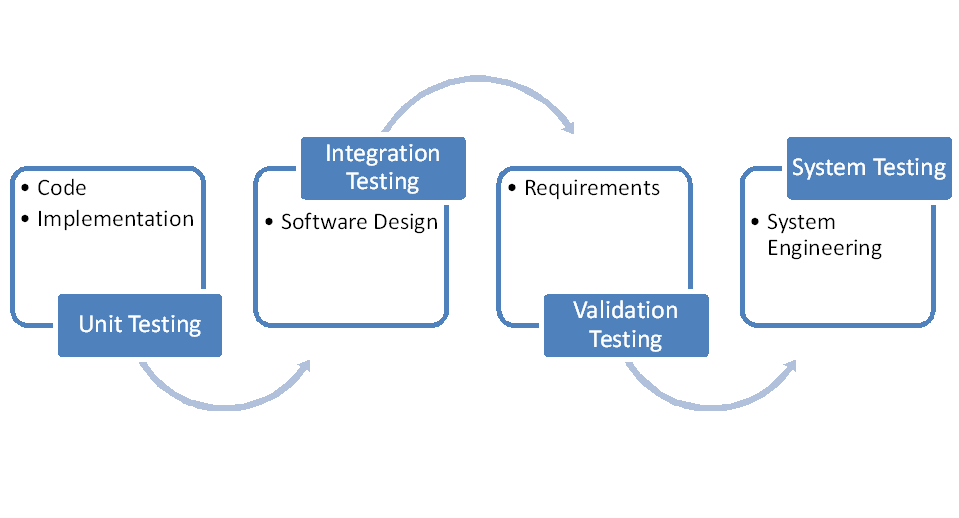 • Code
• Implementation
Unit Testing
Integration
Testing
• Software Design
• Requirements
Validation
Testing
System Testing
• System
Engineering